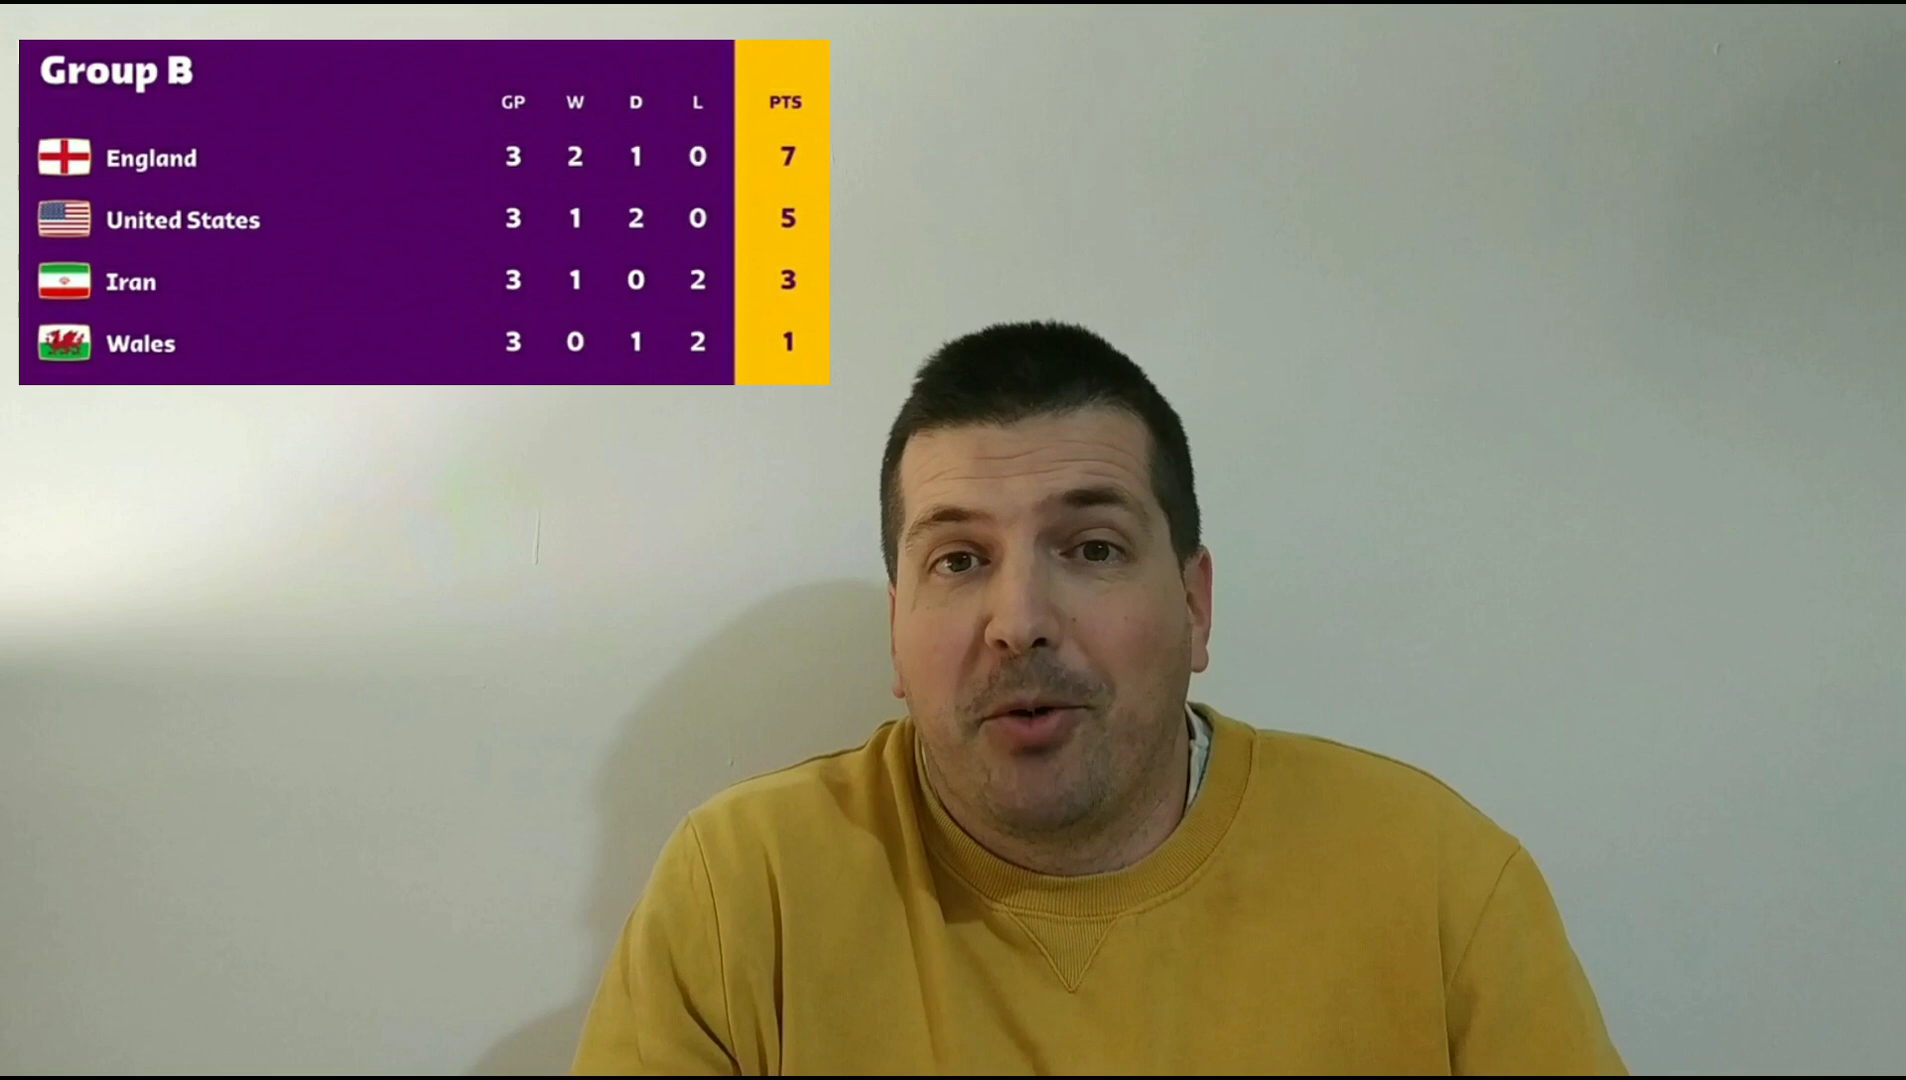 Group B
GP W D L PTS
England 3 2 1 0 7
United States 3 1 2 0 5
Iran 3 1 0 2 3
Wales 3 0 1 2 1